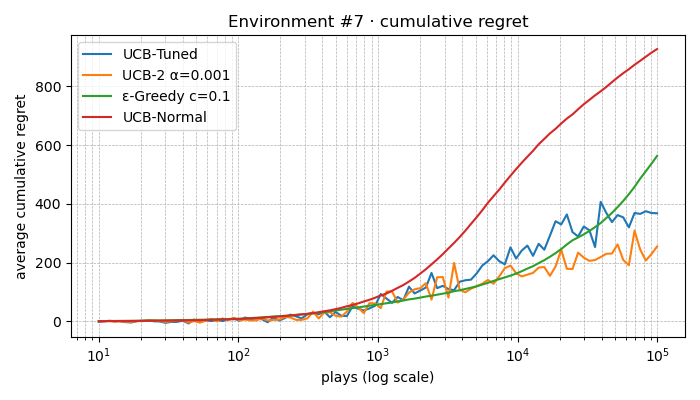 Environment #7 · cumulative regret
average cumulative regret
UCB-Tuned
UCB-2 α=0.001
ε-Greedy c=0.1
UCB-Normal
800
600
400
200
0
10¹
10²
10³
10⁴
10⁵
plays (log scale)